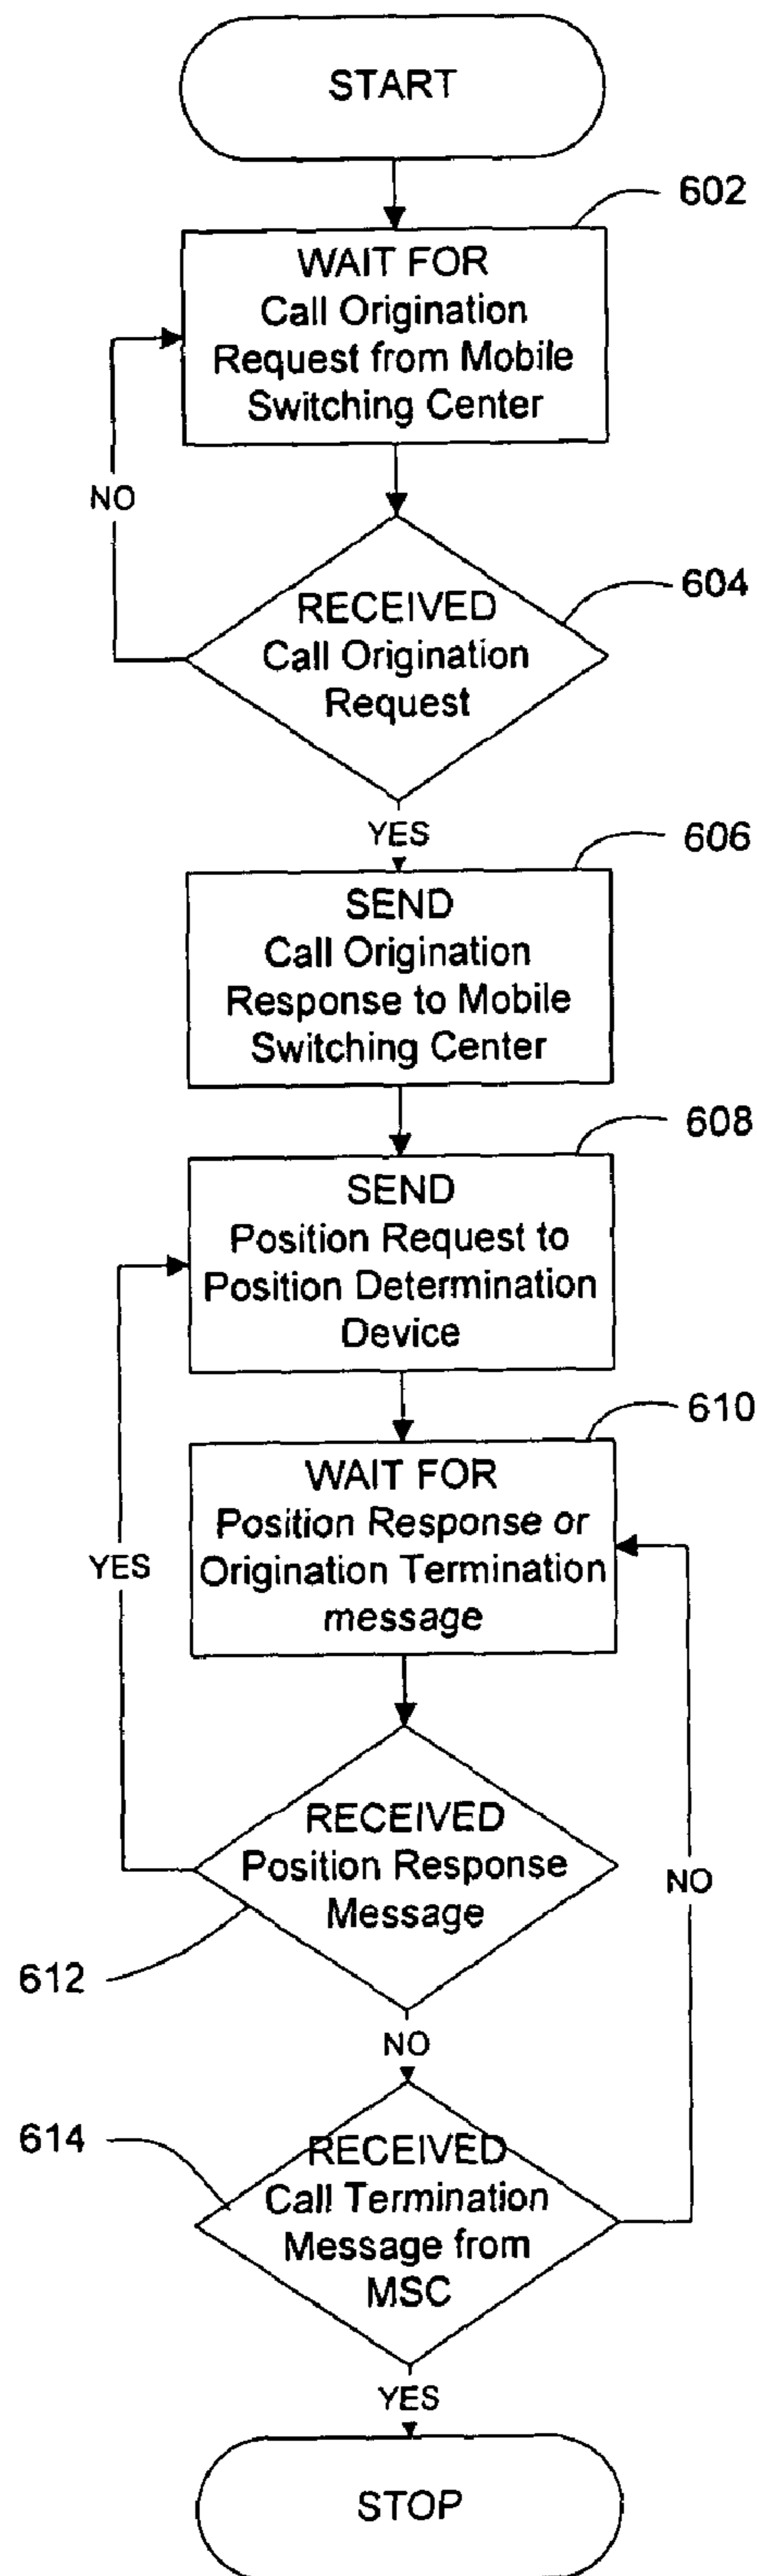 START
602
WAIT FOR
Call Origination
Request from Mobile
Switching Center
NO
604
RECEIVED
Call Origination
Request
YES
606
SEND
Call Origination
Response to Mobile
Switching Center
608
SEND
Position Request to
Position Determination
Device
610
WAIT FOR
Position Response or
Origination Termination
message
YES
RECEIVED
Position Response
Message
NO
612
NO
614
RECEIVED
Call Termination
Message from
MSC
YES
STOP